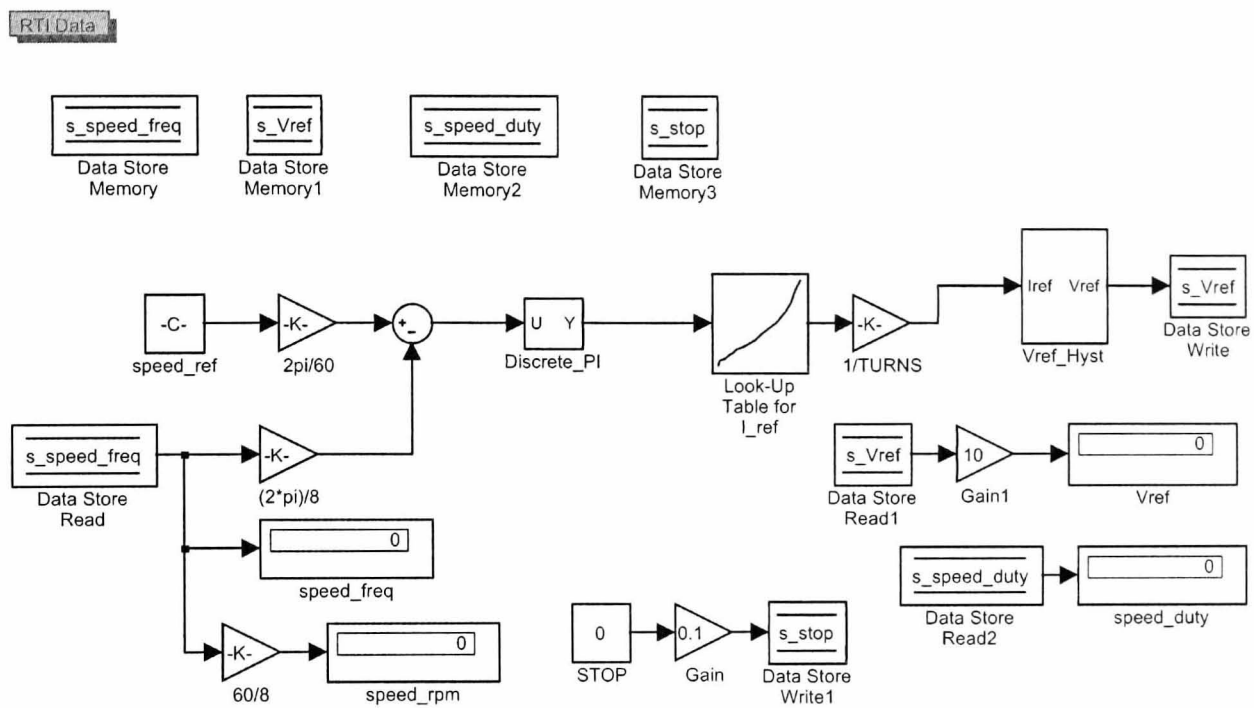 RTI Data
s_speed_freq
Data Store
Memory
s_Vref
Data Store
Memory1
s_speed_duty
Data Store
Memory2
s_stop
Data Store
Memory3
-C-
speed_ref
-K-
2pi/60
+
-
U Y
Discrete_PI
Look-Up
Table for
I_ref
-K-
1/TURNS
Iref Vref
Vref_Hyst
s_Vref
Data Store
Write
s_speed_freq
Data Store
Read
-K-
(2*pi)/8
0
speed_freq
-K-
60/8
0
speed_rpm
s_Vref
Data Store
Read1
10
Gain1
0
Vref
s_speed_duty
Data Store
Read2
0
speed_duty
0
STOP
0.1
Gain
s_stop
Data Store
Write1